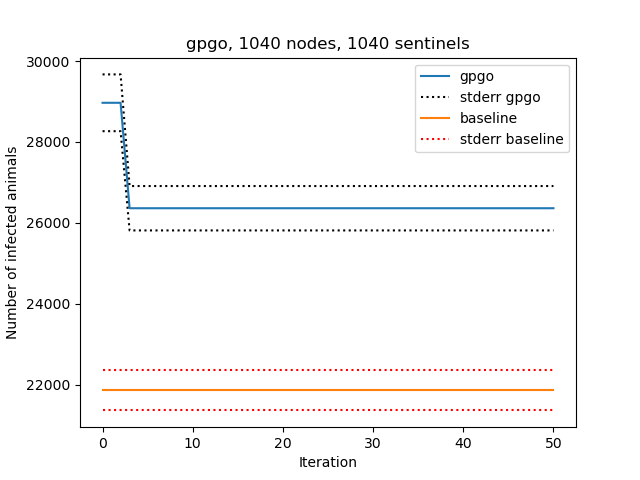 gpgo, 1040 nodes, 1040 sentinels
30000
28000
26000
24000
22000
Number of infected animals
gpgo
stderr gpgo
baseline
stderr baseline
0 10 20 30 40 50
Iteration